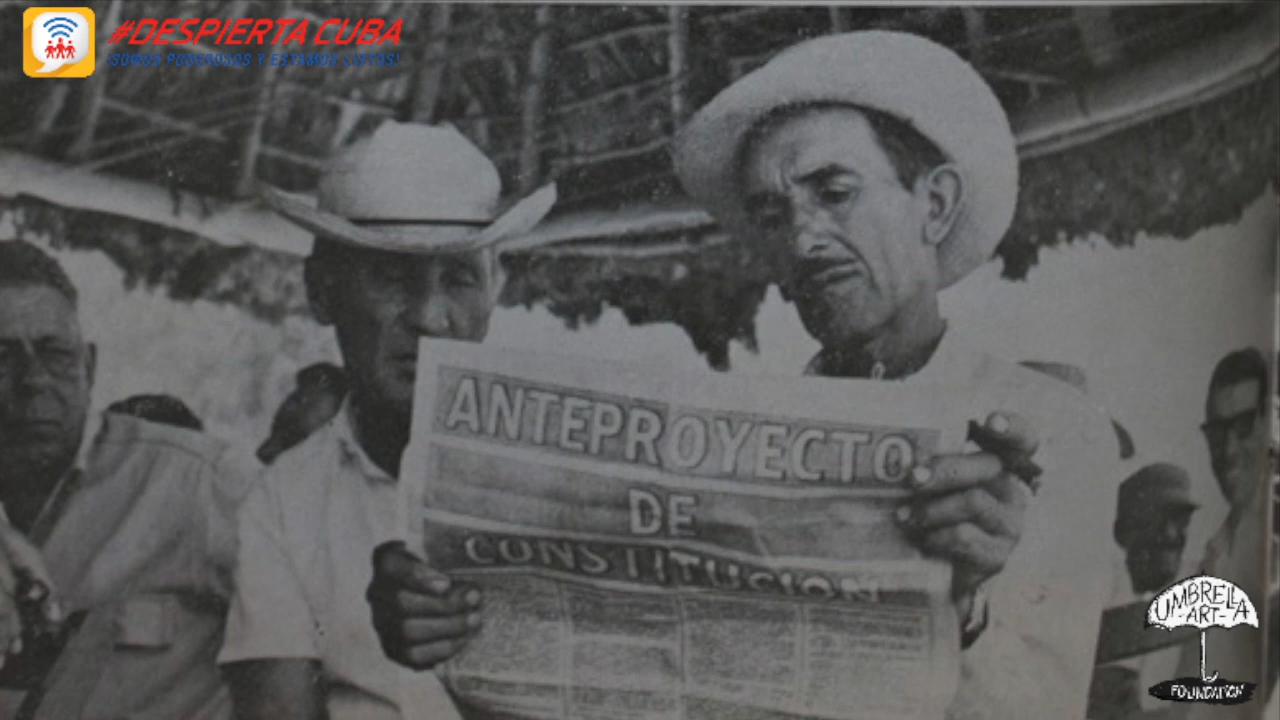 #DESPIERTA CUBA
¡SOMOS PODEROSOS Y ESTAMOS LISTOS!
ANTEPROYECTO
DE
CONSTITUCION
UMBRELLA
-ART-
FOUNDATION